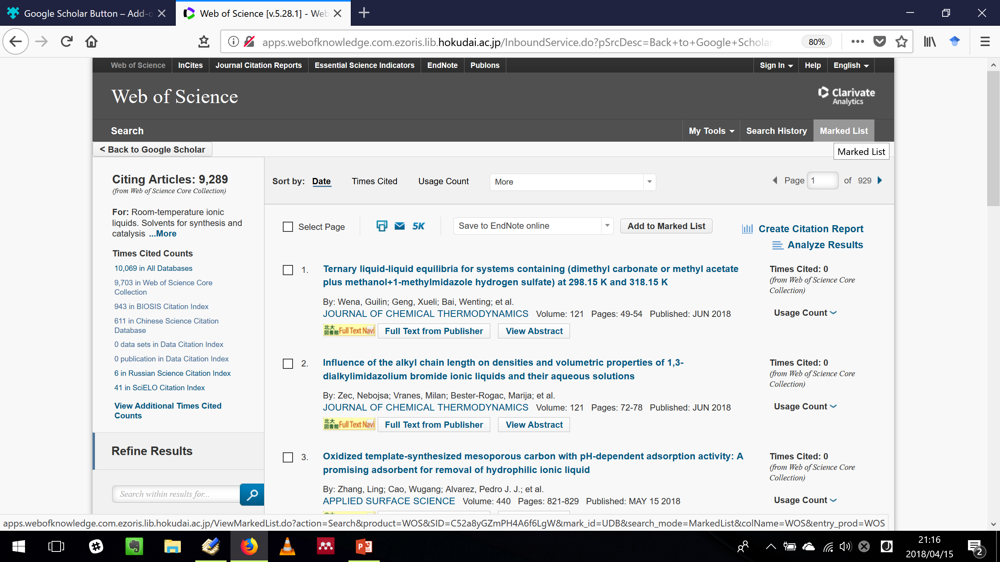 Google Scholar Button – Add-o
Web of Science [v.5.28.1] - Web
apps.webofknowledge.com.ezoris.lib.hokudai.ac.jp/InboundService.do?pSrcDesc=Back+to+Google+Scholar
80%
Web of Science InCites Journal Citation Reports Essential Science Indicators EndNote Publons Sign In Help English
Web of Science
Clarivate
Analytics
Search My Tools Search History Marked List
< Back to Google Scholar
Marked List
Citing Articles: 9,289
(from Web of Science Core Collection)
For: Room-temperature ionic
liquids. Solvents for synthesis and
catalysis ...More
Times Cited Counts
10,069 in All Databases
9,703 in Web of Science Core
Collection
943 in BIOSIS Citation Index
611 in Chinese Science Citation
Database
0 data sets in Data Citation Index
0 publication in Data Citation Index
6 in Russian Science Citation Index
41 in SciELO Citation Index
View Additional Times Cited
Counts
Refine Results
Search within results for...
Sort by: Date Times Cited Usage Count More
Page 1 of 929
Select Page 5K Save to EndNote online Add to Marked List
Create Citation Report
Analyze Results
1. Ternary liquid-liquid equilibria for systems containing (dimethyl carbonate or methyl acetate
plus methanol+1-methylmidazole hydrogen sulfate) at 298.15 K and 318.15 K
By: Wena, Guilin; Geng, Xueli; Bai, Wenting; et al.
JOURNAL OF CHEMICAL THERMODYNAMICS Volume: 121 Pages: 49-54 Published: JUN 2018
北大
図書館 Full Text Navi Full Text from Publisher View Abstract
Times Cited: 0
(from Web of Science Core
Collection)
Usage Count
2. Influence of the alkyl chain length on densities and volumetric properties of 1,3-
dialkylimidazolium bromide ionic liquids and their aqueous solutions
By: Zec, Nebojsa; Vranes, Milan; Bester-Rogac, Marija; et al.
JOURNAL OF CHEMICAL THERMODYNAMICS Volume: 121 Pages: 72-78 Published: JUN 2018
北大
図書館 Full Text Navi Full Text from Publisher View Abstract
Times Cited: 0
(from Web of Science Core
Collection)
Usage Count
3. Oxidized template-synthesized mesoporous carbon with pH-dependent adsorption activity: A
promising adsorbent for removal of hydrophilic ionic liquid
By: Zhang, Ling; Cao, Wugang; Alvarez, Pedro J. J.; et al.
APPLIED SURFACE SCIENCE Volume: 440 Pages: 821-829 Published: MAY 15 2018
Times Cited: 0
(from Web of Science Core
Collection)
Usage Count
apps.webofknowledge.com.ezoris.lib.hokudai.ac.jp/ViewMarkedList.do?action=Search&product=WOS&SID=C52a8yGZmPH4A6f6LgW&mark_id=UDB&search_mode=MarkedList&colName=WOS&entry_prod=WOS
21:16
2018/04/15
2